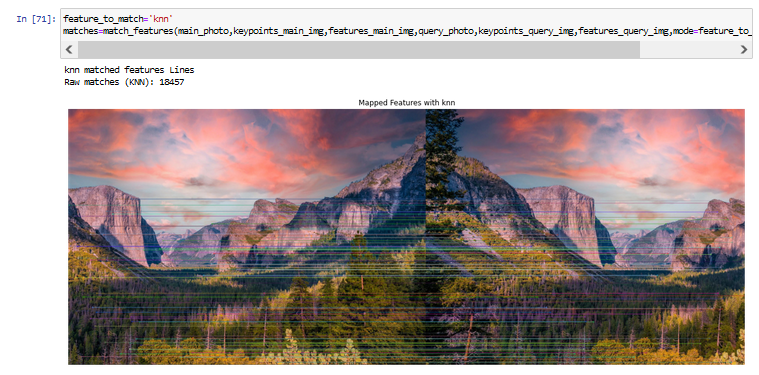 In [71]: feature_to_match='knn'
matches=match_features(main_photo,keypoints_main_img,features_main_img,query_photo,keypoints_query_img,features_query_img,mode=feature_to_
knn matched features Lines
Raw matches (KNN): 18457
Mapped Features with knn